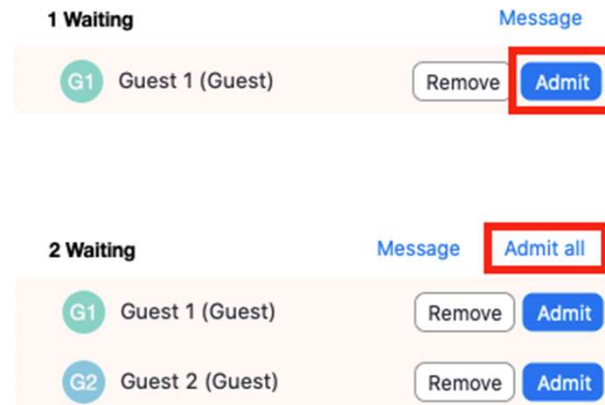 1 Waiting Message
G1 Guest 1 (Guest) Remove Admit
2 Waiting Message Admit all
G1 Guest 1 (Guest) Remove Admit
G2 Guest 2 (Guest) Remove Admit